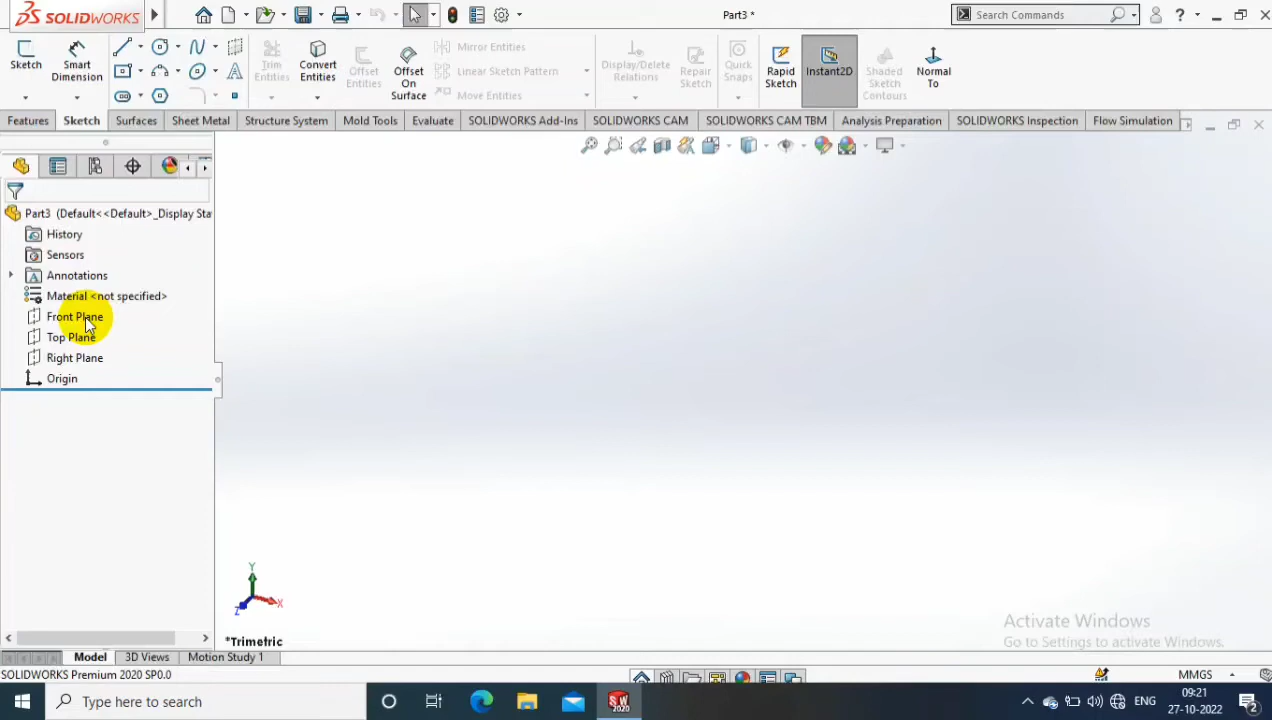 SOLIDWORKS
Part3 *
Search Commands
Sketch
Smart Dimension
Trim Entities
Convert Entities
Offset Entities
Offset On Surface
Mirror Entities
Linear Sketch Pattern
Move Entities
Display/Delete Relations
Repair Sketch
Quick Snaps
Rapid Sketch
Instant2D
Shaded Sketch Contours
Normal To
Features
Sketch
Surfaces
Sheet Metal
Structure System
Mold Tools
Evaluate
SOLIDWORKS Add-Ins
SOLIDWORKS CAM
SOLIDWORKS CAM TBM
Analysis Preparation
SOLIDWORKS Inspection
Flow Simulation
Part3 (Default<<Default>_Display Sta
History
Sensors
Annotations
Material <not specified>
Front Plane
Top Plane
Right Plane
Origin
Y
X
Z
*Trimetric
Activate Windows
Go to Settings to activate Windows.
Model
3D Views
Motion Study 1
SOLIDWORKS Premium 2020 SP0.0
MMGS
Type here to search
SW
2020
ENG
09:21
27-10-2022
2